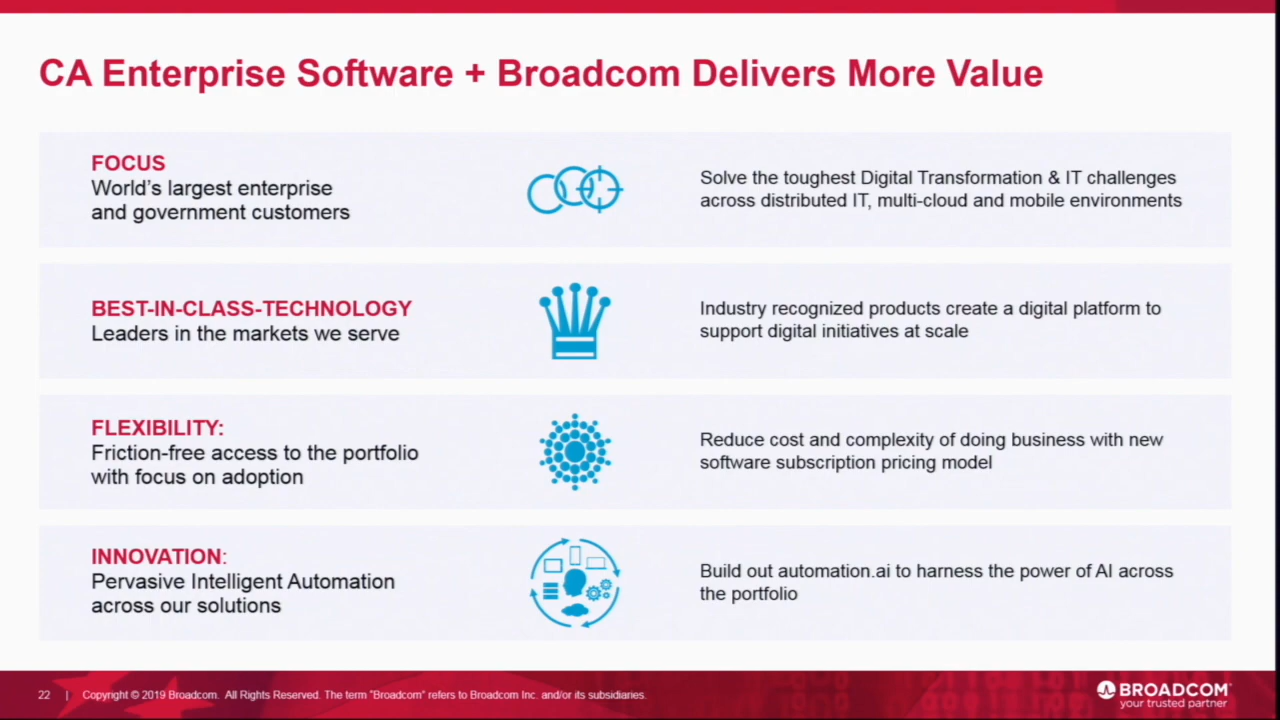 CA Enterprise Software + Broadcom Delivers More Value
FOCUS
World's largest enterprise
and government customers
Solve the toughest Digital Transformation & IT challenges
across distributed IT, multi-cloud and mobile environments
BEST-IN-CLASS-TECHNOLOGY
Leaders in the markets we serve
Industry recognized products create a digital platform to
support digital initiatives at scale
FLEXIBILITY:
Friction-free access to the portfolio
with focus on adoption
Reduce cost and complexity of doing business with new
software subscription pricing model
INNOVATION:
Pervasive Intelligent Automation
across our solutions
Build out automation.ai to harness the power of AI across
the portfolio
22 | Copyright © 2019 Broadcom. All Rights Reserved. The term "Broadcom" refers to Broadcom Inc. and/or its subsidiaries.
BROADCOM
your trusted partner